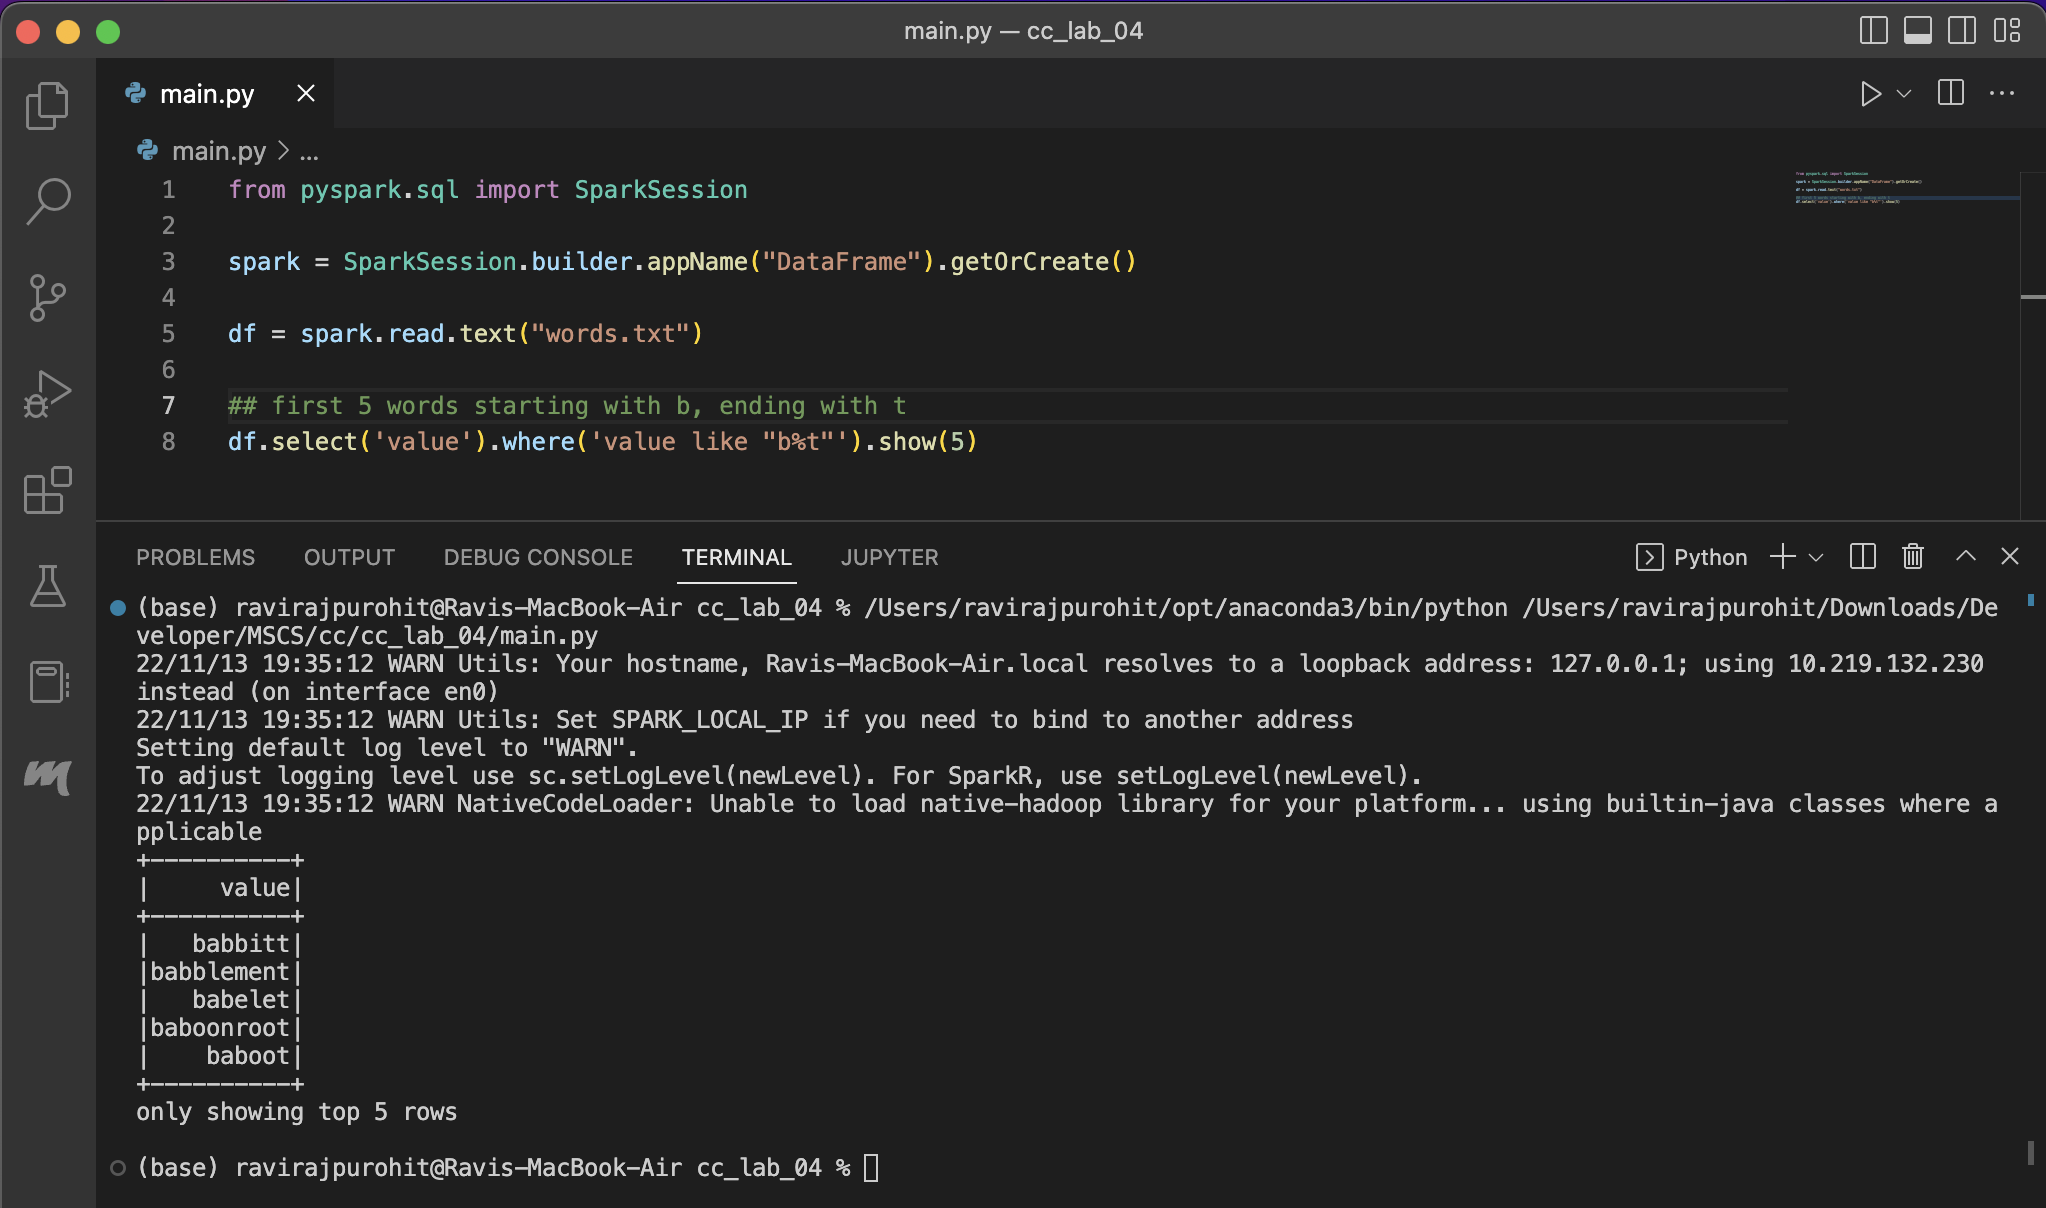 main.py — cc_lab_04
main.py
main.py > ...
1 from pyspark.sql import SparkSession
2
3 spark = SparkSession.builder.appName("DataFrame").getOrCreate()
4
5 df = spark.read.text("words.txt")
6
7 ## first 5 words starting with b, ending with t
8 df.select('value').where('value like "b%t"').show(5)
PROBLEMS OUTPUT DEBUG CONSOLE TERMINAL JUPYTER Python
(base) ravirajpurohit@Ravis-MacBook-Air cc_lab_04 % /Users/ravirajpurohit/opt/anaconda3/bin/python /Users/ravirajpurohit/Downloads/De
veloper/MSCS/cc/cc_lab_04/main.py
22/11/13 19:35:12 WARN Utils: Your hostname, Ravis-MacBook-Air.local resolves to a loopback address: 127.0.0.1; using 10.219.132.230
instead (on interface en0)
22/11/13 19:35:12 WARN Utils: Set SPARK_LOCAL_IP if you need to bind to another address
Setting default log level to "WARN".
To adjust logging level use sc.setLogLevel(newLevel). For SparkR, use setLogLevel(newLevel).
22/11/13 19:35:12 WARN NativeCodeLoader: Unable to load native-hadoop library for your platform... using builtin-java classes where a
pplicable
+----------+
|     value|
+----------+
|   babbitt|
|babblement|
|   babelet|
|baboonroot|
|    baboot|
+----------+
only showing top 5 rows
(base) ravirajpurohit@Ravis-MacBook-Air cc_lab_04 %